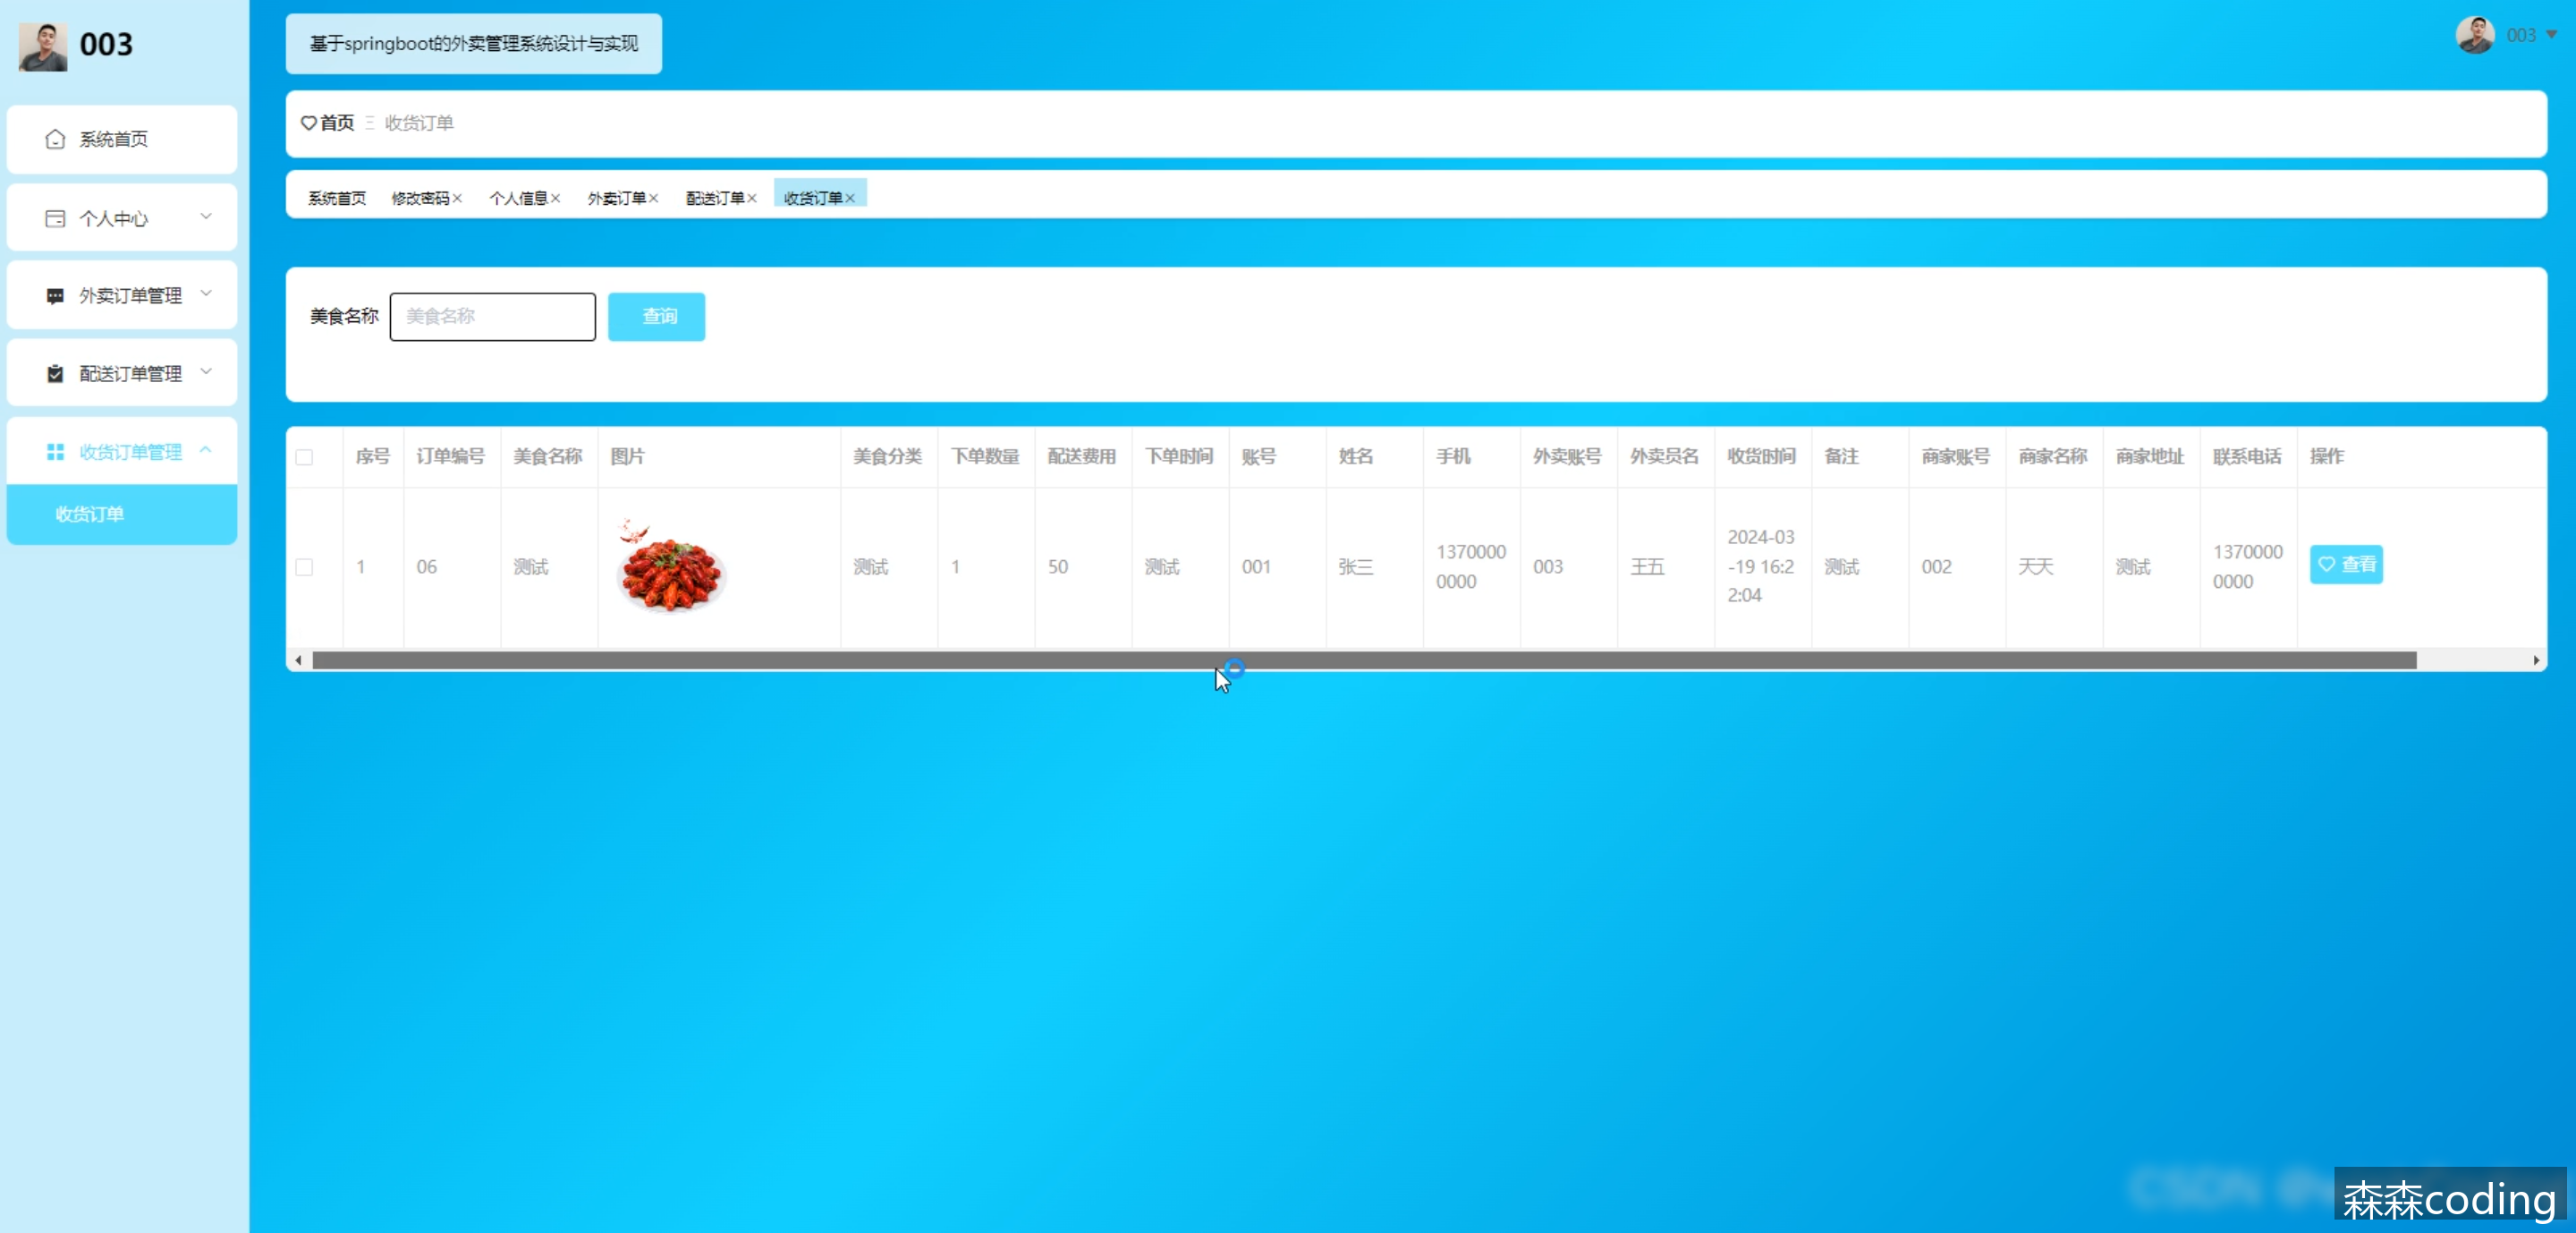 003
基于springboot的外卖管理系统设计与实现
003
首页 收货订单
系统首页 修改密码× 个人信息× 外卖订单× 配送订单× 收货订单×
系统首页
个人中心
外卖订单管理
配送订单管理
收货订单管理
收货订单
美食名称 美食名称 查询
序号 订单编号 美食名称 图片 美食分类 下单数量 配送费用 下单时间 账号 姓名 手机 外卖账号 外卖员名 收货时间 备注 商家账号 商家名称 商家地址 联系电话 操作
1 06 测试 测试 1 50 测试 001 张三 13700000000 003 王五 2024-03-19 16:22:04 测试 002 天天 测试 13700000000 查看
森森coding